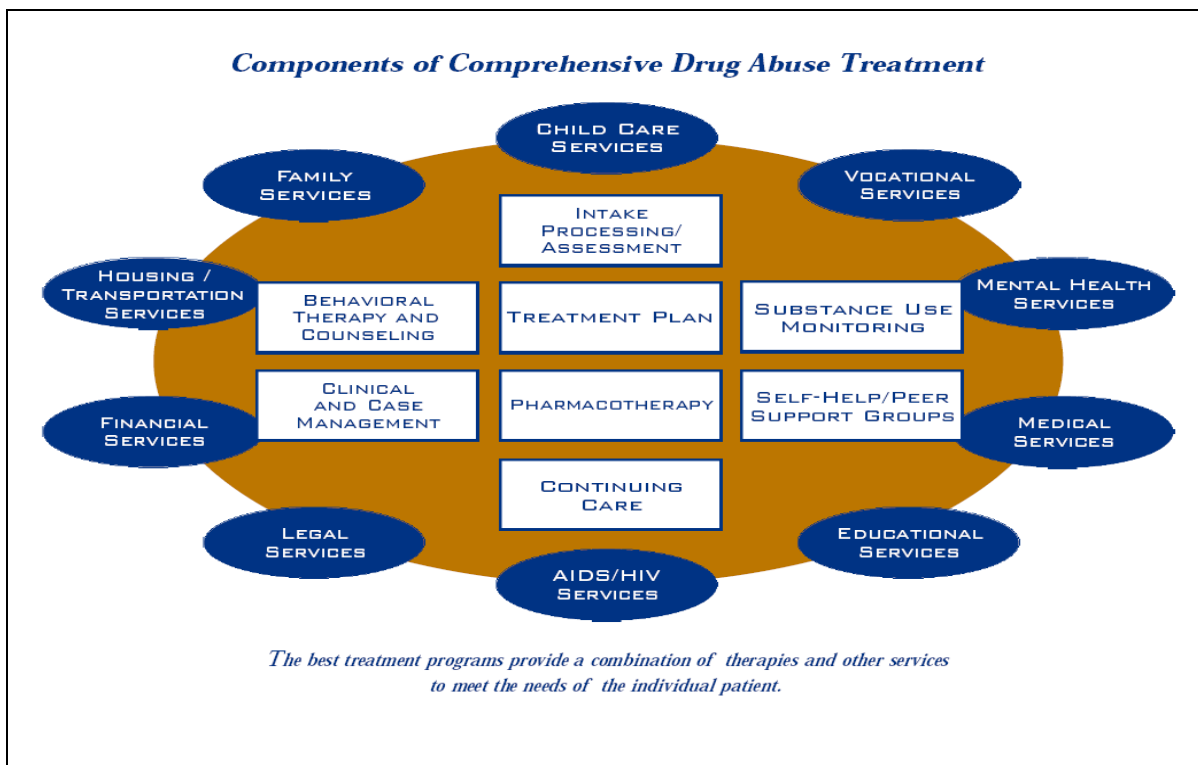 Components of Comprehensive Drug Abuse Treatment
CHILD CARE
SERVICES
FAMILY
SERVICES
VOCATIONAL
SERVICES
INTAKE
PROCESSING/
ASSESSMENT
HOUSING /
TRANSPORTATION
SERVICES
BEHAVIORAL
THERAPY AND
COUNSELING
TREATMENT PLAN
SUBSTANCE USE
MONITORING
MENTAL HEALTH
SERVICES
FINANCIAL
SERVICES
CLINICAL
AND CASE
MANAGEMENT
PHARMACOTHERAPY
SELF-HELP/PEER
SUPPORT GROUPS
MEDICAL
SERVICES
CONTINUING
CARE
LEGAL
SERVICES
EDUCATIONAL
SERVICES
AIDS/HIV
SERVICES
The best treatment programs provide a combination of therapies and other services
to meet the needs of the individual patient.